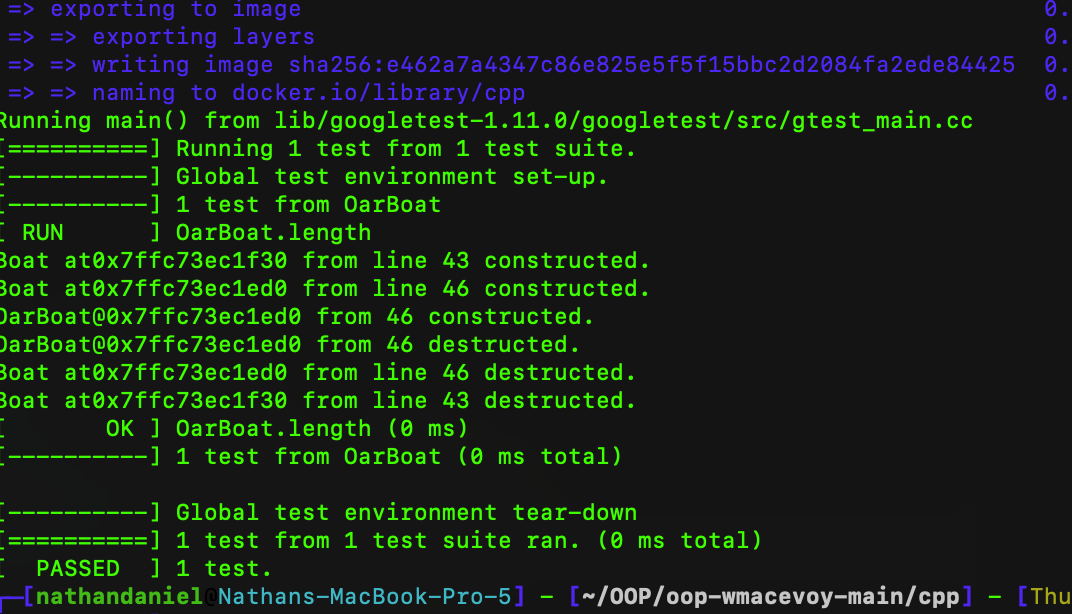 => exporting to image 0.
=> => exporting layers 0.
=> => writing image sha256:e462a7a4347c86e825e5f5f15bbc2d2084fa2ede84425 0.
=> => naming to docker.io/library/cpp 0.
Running main() from lib/googletest-1.11.0/googletest/src/gtest_main.cc
[==========] Running 1 test from 1 test suite.
[----------] Global test environment set-up.
[----------] 1 test from OarBoat
[ RUN      ] OarBoat.length
Boat at0x7ffc73ec1f30 from line 43 constructed.
Boat at0x7ffc73ec1ed0 from line 46 constructed.
OarBoat@0x7ffc73ec1ed0 from 46 constructed.
OarBoat@0x7ffc73ec1ed0 from 46 destructed.
Boat at0x7ffc73ec1ed0 from line 46 destructed.
Boat at0x7ffc73ec1f30 from line 43 destructed.
[       OK ] OarBoat.length (0 ms)
[----------] 1 test from OarBoat (0 ms total)
[----------] Global test environment tear-down
[==========] 1 test from 1 test suite ran. (0 ms total)
[  PASSED  ] 1 test.
┌─[nathandaniel@Nathans-MacBook-Pro-5] - [~/OOP/oop-wmacevoy-main/cpp] - [Thu